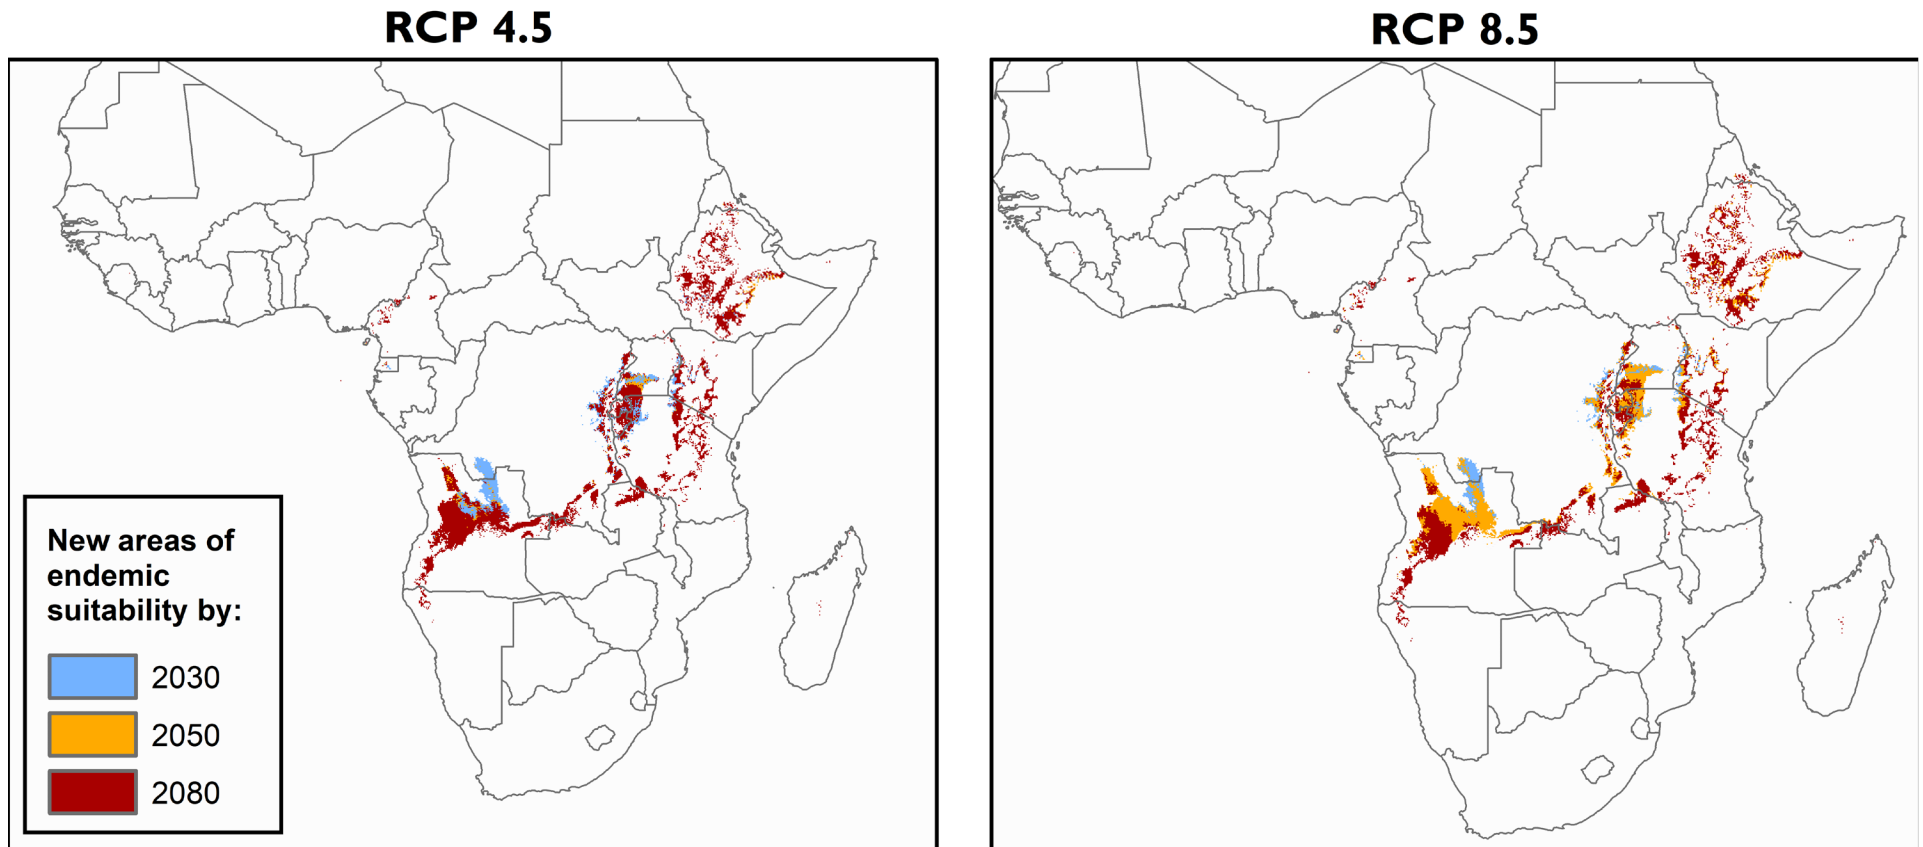 RCP 4.5
RCP 8.5
New areas of
endemic
suitability by:
2030
2050
2080